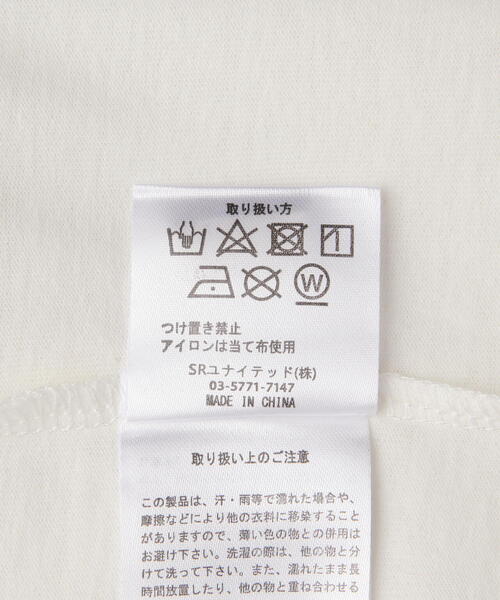 取り扱い方
W
つけ置き禁止
アイロンは当て布使用
SRユナイテッド(株)
03-5771-7147
MADE IN CHINA
取り扱い上のご注意
この製品は、汗・雨等で濡れた場合や、
摩擦などにより他の衣料に移染すること
がありますので、薄い色の物との併用は
お避け下さい。洗濯の際は、他の物と分
けて洗って下さい。また、濡れたまま長
時間放置したり、他の物と重ね合わせる